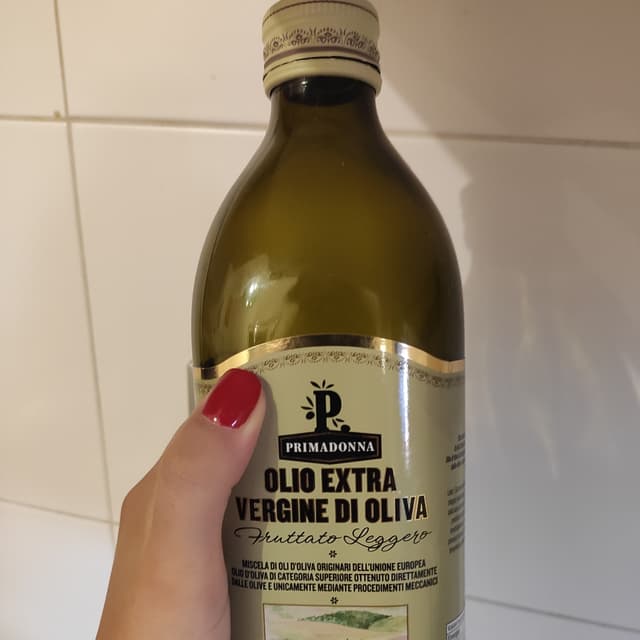 P
PRIMADONNA
OLIO EXTRA
VERGINE DI OLIVA
Fruttato Leggero
MISCELA DI OLI D'OLIVA ORIGINARI DELL'UNIONE EUROPEA
OLIO D'OLIVA DI CATEGORIA SUPERIORE OTTENUTO DIRETTAMENTE
DALLE OLIVE E UNICAMENTE MEDIANTE PROCEDIMENTI MECCANICI